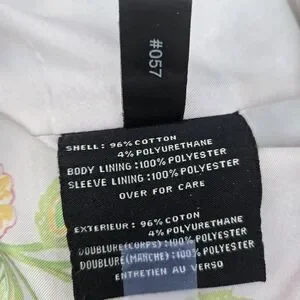 #057
SHELL: 96% COTTON
4% POLYURETHANE
BODY LINING: 100% POLYESTER
SLEEVE LINING: 100% POLYESTER
OVER FOR CARE
EXTERIEUR: 96% COTON
4% POLYURETHANE
DOUBLURE(CORPS): 100% POLYESTER
DOUBLURE(MANCHE): 100% POLYESTER
ENTRETIEN AU VERSO